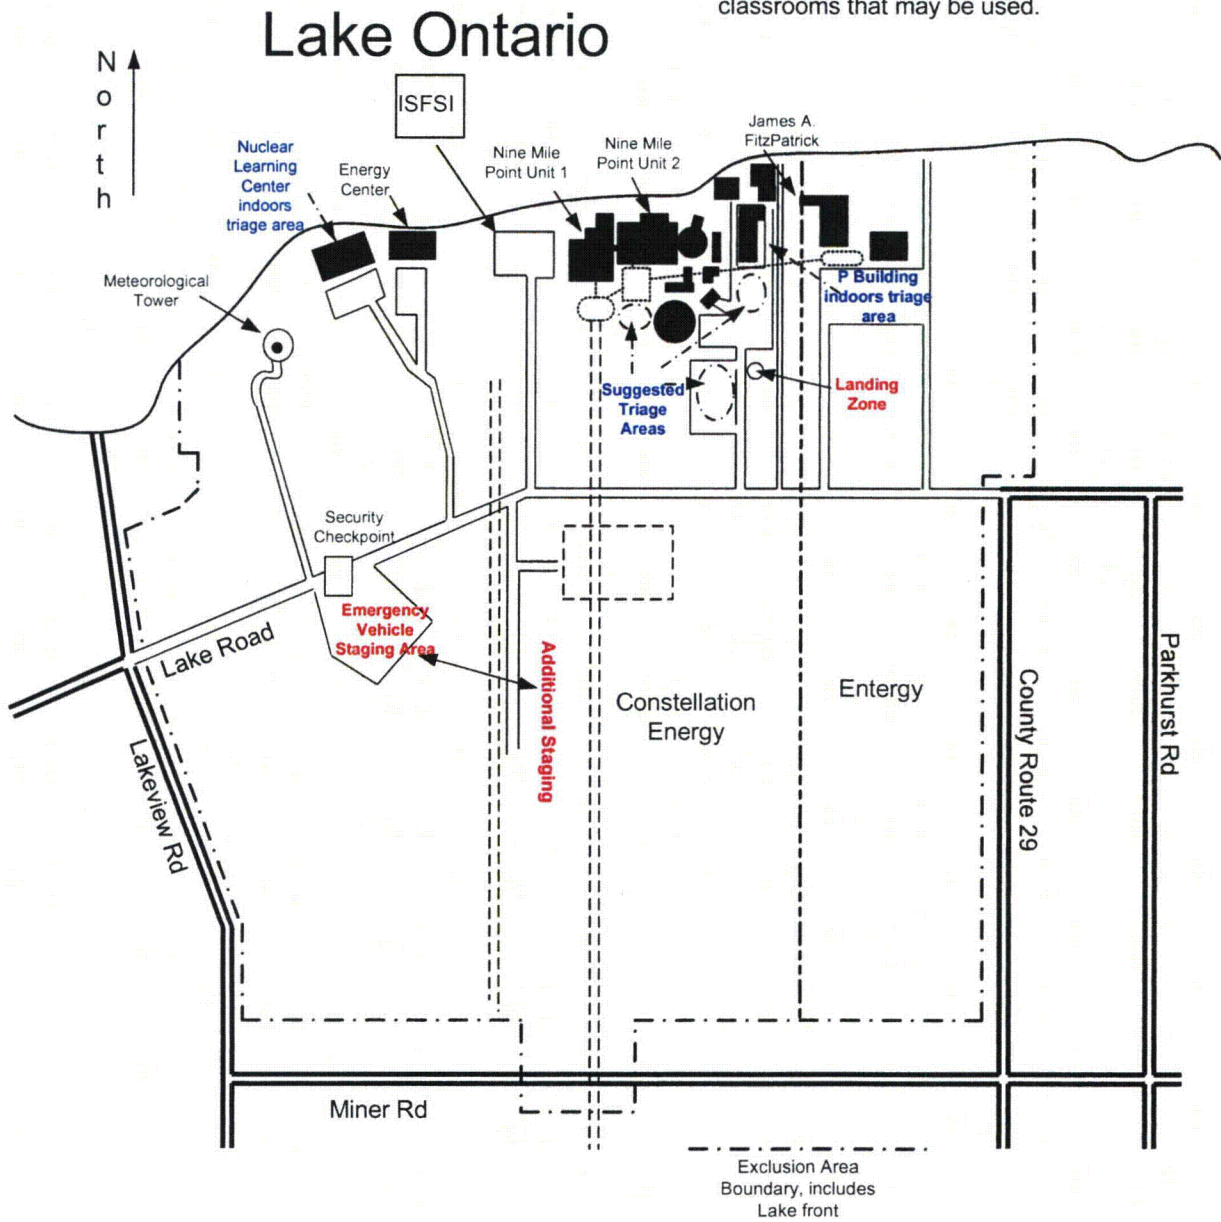 classrooms that may be used.
Lake Ontario
North
ISFSI
Nuclear
Learning
Center
indoors
triage area
Energy
Center
Nine Mile
Point Unit 1
Nine Mile
Point Unit 2
James A.
FitzPatrick
Meteorological
Tower
P Building
indoors triage
area
Suggested
Triage
Areas
Landing
Zone
Security
Checkpoint
Emergency
Vehicle
Staging Area
Lake Road
Additional Staging
Constellation
Energy
Entergy
Lakeview Rd
County Route 29
Parkhurst Rd
Miner Rd
Exclusion Area
Boundary, includes
Lake front